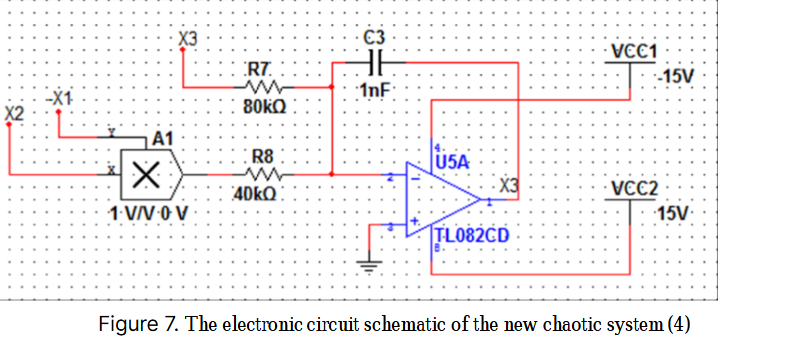 X3
C3
VCC1
R7
-15V
1nF
-X1
80kΩ
X2
Y
A1
4
R8
U5A
X
2
X3
VCC2
40kΩ
1
1 V/V 0 V
15V
3
TL082CD
8
Figure 7. The electronic circuit schematic of the new chaotic system (4)